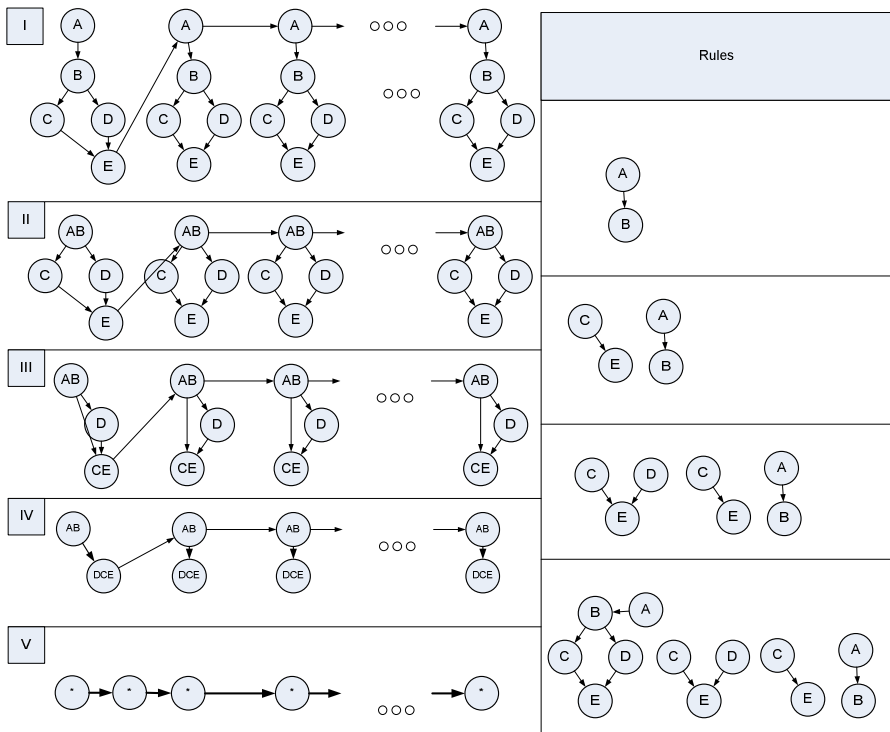 I
A A A A
B B B B
C D C D C D C D
E E E E
II
AB AB AB AB
C D C D C D C D
E E E E
III
AB AB AB AB
D D D D
CE CE CE CE
IV
AB AB AB AB
DCE DCE DCE DCE
V
* * * * *
Rules
A
B
C A
E B
C D C A
E E B
B A
C D C D C A
E E E B